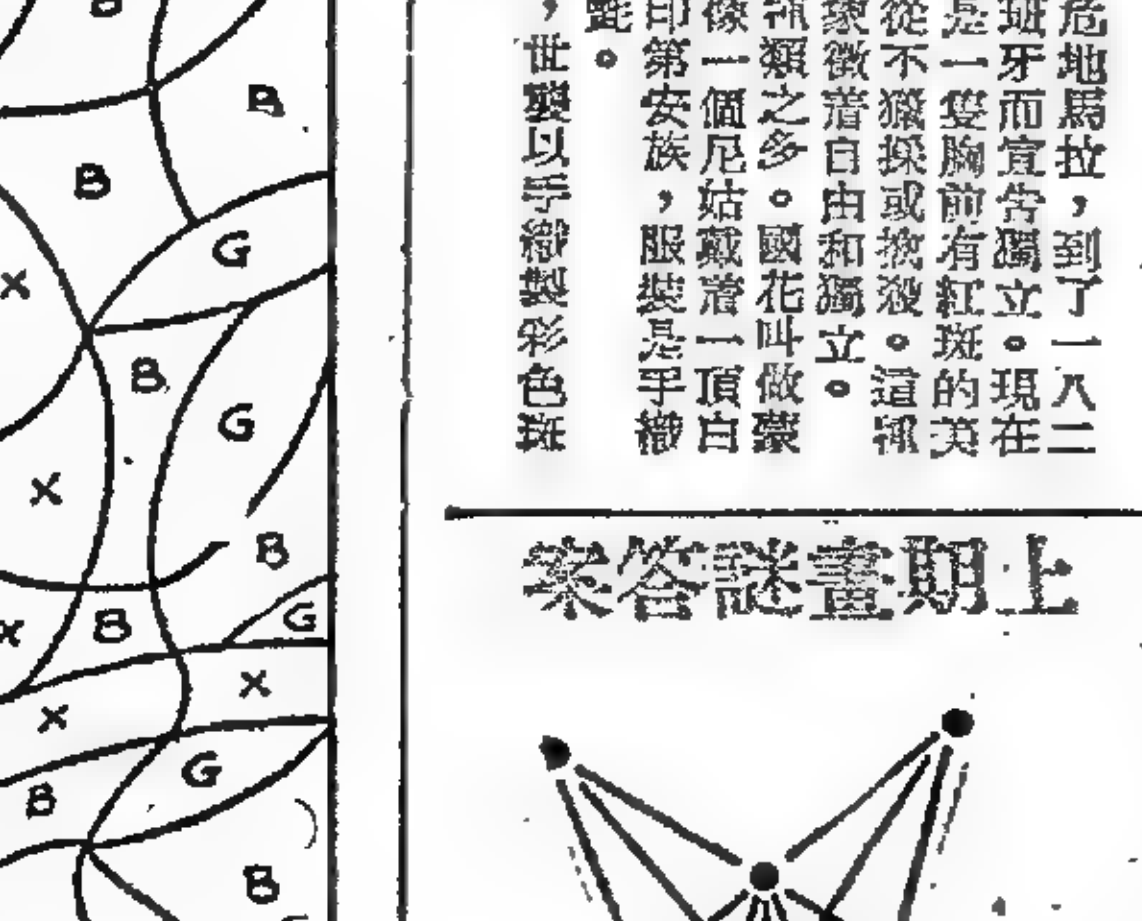 危地馬拉,到了一八二
班牙而宣告獨立。現在
是一隻胸前有紅斑的美
從不獵採或捕殺。這種
象徵着自由和獨立。
種類之多。國花叫做蒙
像一個尼姑戴着一頂白
印第安族,服裝是手織
氈。
,世襲以手織製彩色斑
上期畫謎答案
B
B
B
G
X
B
G
X
B
G
X
B
X
X
G
B
B